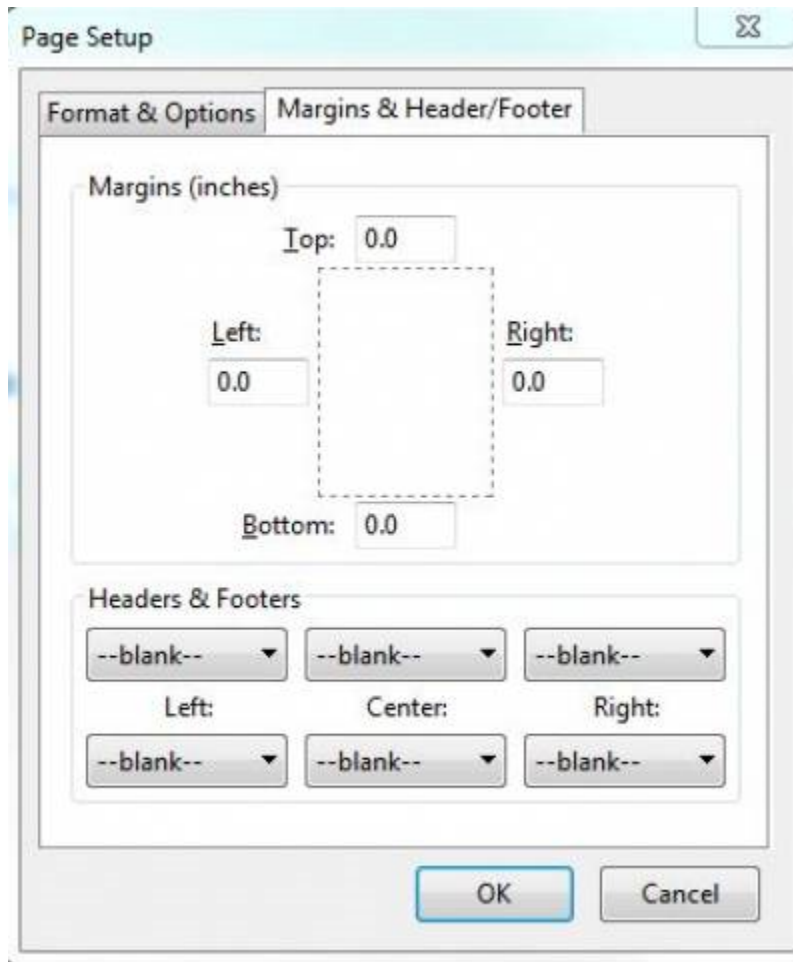 Page Setup
Format & Options Margins & Header/Footer
Margins (inches)
Top: 0.0
Left: Right:
0.0 0.0
Bottom: 0.0
Headers & Footers
--blank-- --blank-- --blank--
Left: Center: Right:
--blank-- --blank-- --blank--
OK Cancel